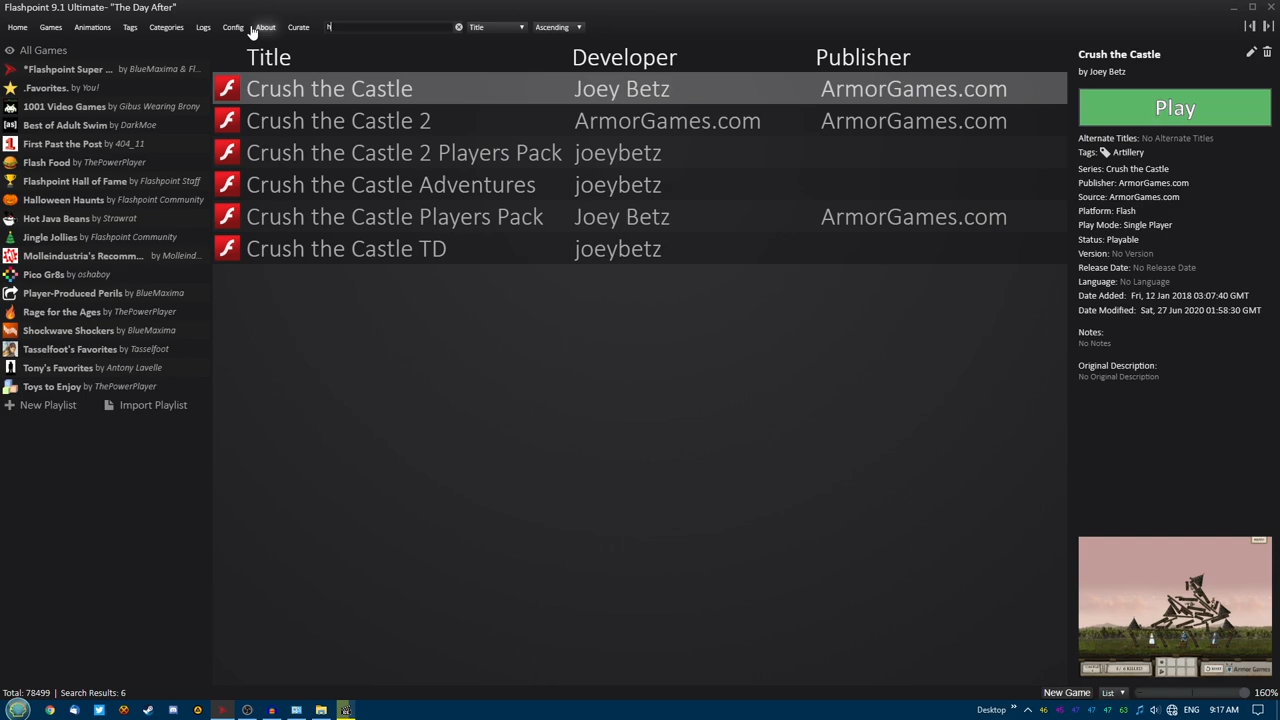 Flashpoint 9.1 Ultimate- "The Day After"
Home Games Animations Tags Categories Logs Config About Curate h Title Ascending
All Games
*Flashpoint Super ... by BlueMaxima & Fl...
.Favorites. by You!
1001 Video Games by Gibus Wearing Brony
Best of Adult Swim by DarkMoe
First Past the Post by 404_11
Flash Food by ThePowerPlayer
Flashpoint Hall of Fame by Flashpoint Staff
Halloween Haunts by Flashpoint Community
Hot Java Beans by Strawrat
Jingle Jollies by Flashpoint Community
Molleindustria's Recomm... by Molleind...
Pico Gr8s by oshaboy
Player-Produced Perils by BlueMaxima
Rage for the Ages by ThePowerPlayer
Shockwave Shockers by BlueMaxima
Tasselfoot's Favorites by Tasselfoot
Tony's Favorites by Antony Lavelle
Toys to Enjoy by ThePowerPlayer
New Playlist Import Playlist
Title Developer Publisher
Crush the Castle Joey Betz ArmorGames.com
Crush the Castle 2 ArmorGames.com ArmorGames.com
Crush the Castle 2 Players Pack joeybetz
Crush the Castle Adventures joeybetz
Crush the Castle Players Pack Joey Betz ArmorGames.com
Crush the Castle TD joeybetz
Crush the Castle
by Joey Betz
Play
Alternate Titles: No Alternate Titles
Tags: Artillery
Series: Crush the Castle
Publisher: ArmorGames.com
Source: ArmorGames.com
Platform: Flash
Play Mode: Single Player
Status: Playable
Version: No Version
Release Date: No Release Date
Language: No Language
Date Added: Fri, 12 Jan 2018 03:07:40 GMT
Date Modified: Sat, 27 Jun 2020 01:58:30 GMT
Notes:
No Notes
Original Description:
No Original Description
Armor Games
Total: 78499 | Search Results: 6
New Game List 160%
Desktop 46 45 47 47 63 ENG 9:17 AM